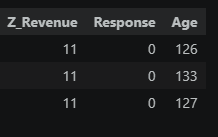 Z_Revenue Response Age
11 0 126
11 0 133
11 0 127